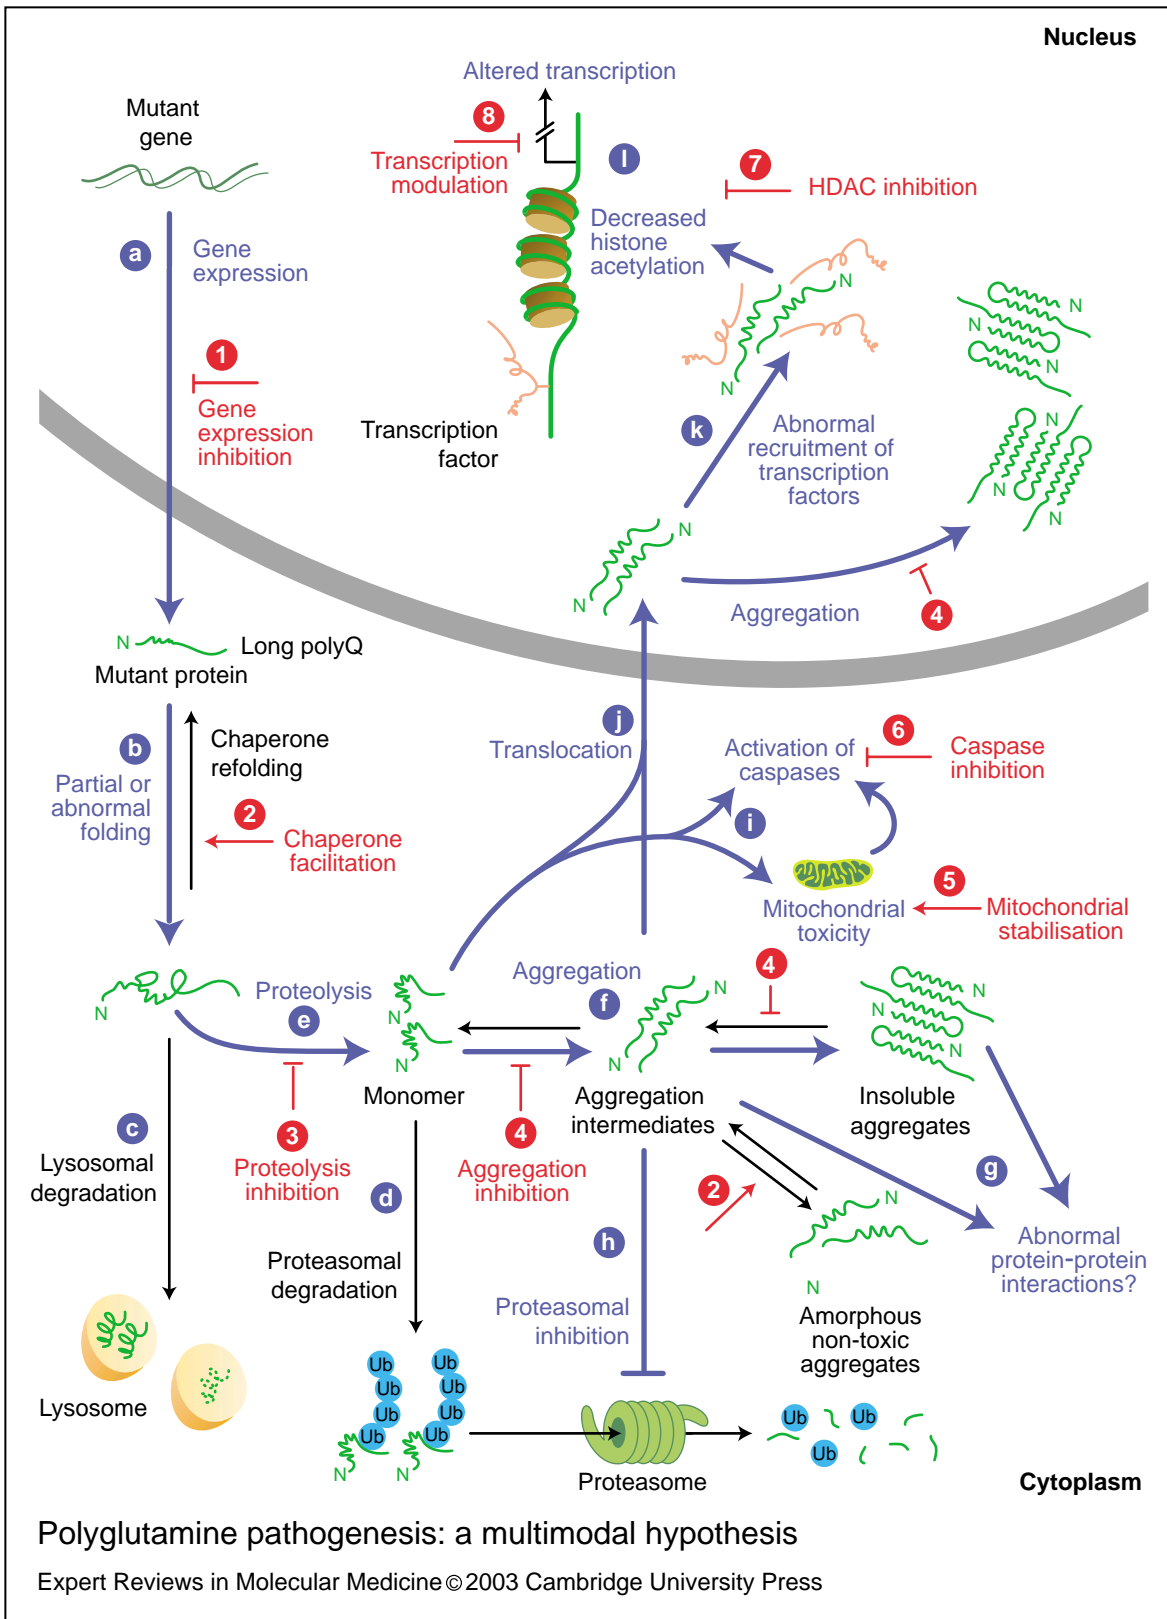 Nucleus
Altered transcription
Mutant
gene
8
Transcription
modulation
l
7
HDAC inhibition
a
Gene
expression
Decreased
histone
acetylation
N
N
N
N
1
Gene
expression
inhibition
Transcription
factor
k
Abnormal
recruitment of
transcription
factors
N
N
N
N
N
Aggregation
4
N
Long polyQ
Mutant protein
b
Partial or
abnormal
folding
Chaperone
refolding
2
Chaperone
facilitation
j
Translocation
Activation of
caspases
6
Caspase
inhibition
i
Mitochondrial
toxicity
5
Mitochondrial
stabilisation
N
Proteolysis
e
N
N
Aggregation
f
N
N
4
N
N
Monomer
Aggregation
intermediates
Insoluble
aggregates
c
Lysosomal
degradation
3
Proteolysis
inhibition
d
4
Aggregation
inhibition
2
g
Proteasomal
degradation
h
Proteasomal
inhibition
N
N
Abnormal
protein-protein
interactions?
Amorphous
non-toxic
aggregates
Lysosome
Ub
Ub
Ub
Ub
N
Ub
Ub
Ub
Ub
N
Proteasome
Ub
Ub
Ub
Cytoplasm
Polyglutamine pathogenesis: a multimodal hypothesis
Expert Reviews in Molecular Medicine © 2003 Cambridge University Press